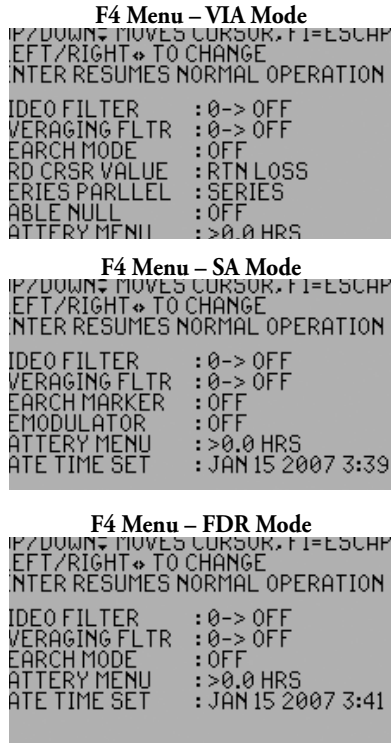 F4 Menu – VIA Mode
P/DOWN⬍ MOVES CURSOR, F1=ESCAP
EFT/RIGHT⬌ TO CHANGE
NTER RESUMES NORMAL OPERATION
IDEO FILTER :0-> OFF
VERAGING FLTR :0-> OFF
EARCH MODE :OFF
RD CRSR VALUE :RTN LOSS
ERIES PARLLEL :SERIES
ABLE NULL :OFF
ATTERY MENU :>0.0 HRS
F4 Menu – SA Mode
P/DOWN⬍ MOVES CURSOR, F1=ESCAP
EFT/RIGHT⬌ TO CHANGE
NTER RESUMES NORMAL OPERATION
IDEO FILTER :0-> OFF
VERAGING FLTR :0-> OFF
EARCH MARKER :OFF
EMODULATOR :OFF
ATTERY MENU :>0.0 HRS
ATE TIME SET :JAN 15 2007 3:39
F4 Menu – FDR Mode
P/DOWN⬍ MOVES CURSOR, F1=ESCAP
EFT/RIGHT⬌ TO CHANGE
NTER RESUMES NORMAL OPERATION
IDEO FILTER :0-> OFF
VERAGING FLTR :0-> OFF
EARCH MODE :OFF
ATTERY MENU :>0.0 HRS
ATE TIME SET :JAN 15 2007 3:41